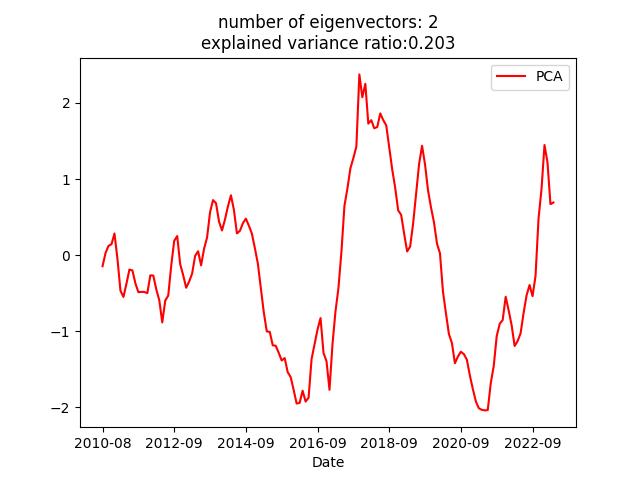 number of eigenvectors: 2
explained variance ratio:0.203
PCA
2
1
0
−1
−2
2010-08 2012-09 2014-09 2016-09 2018-09 2020-09 2022-09
Date